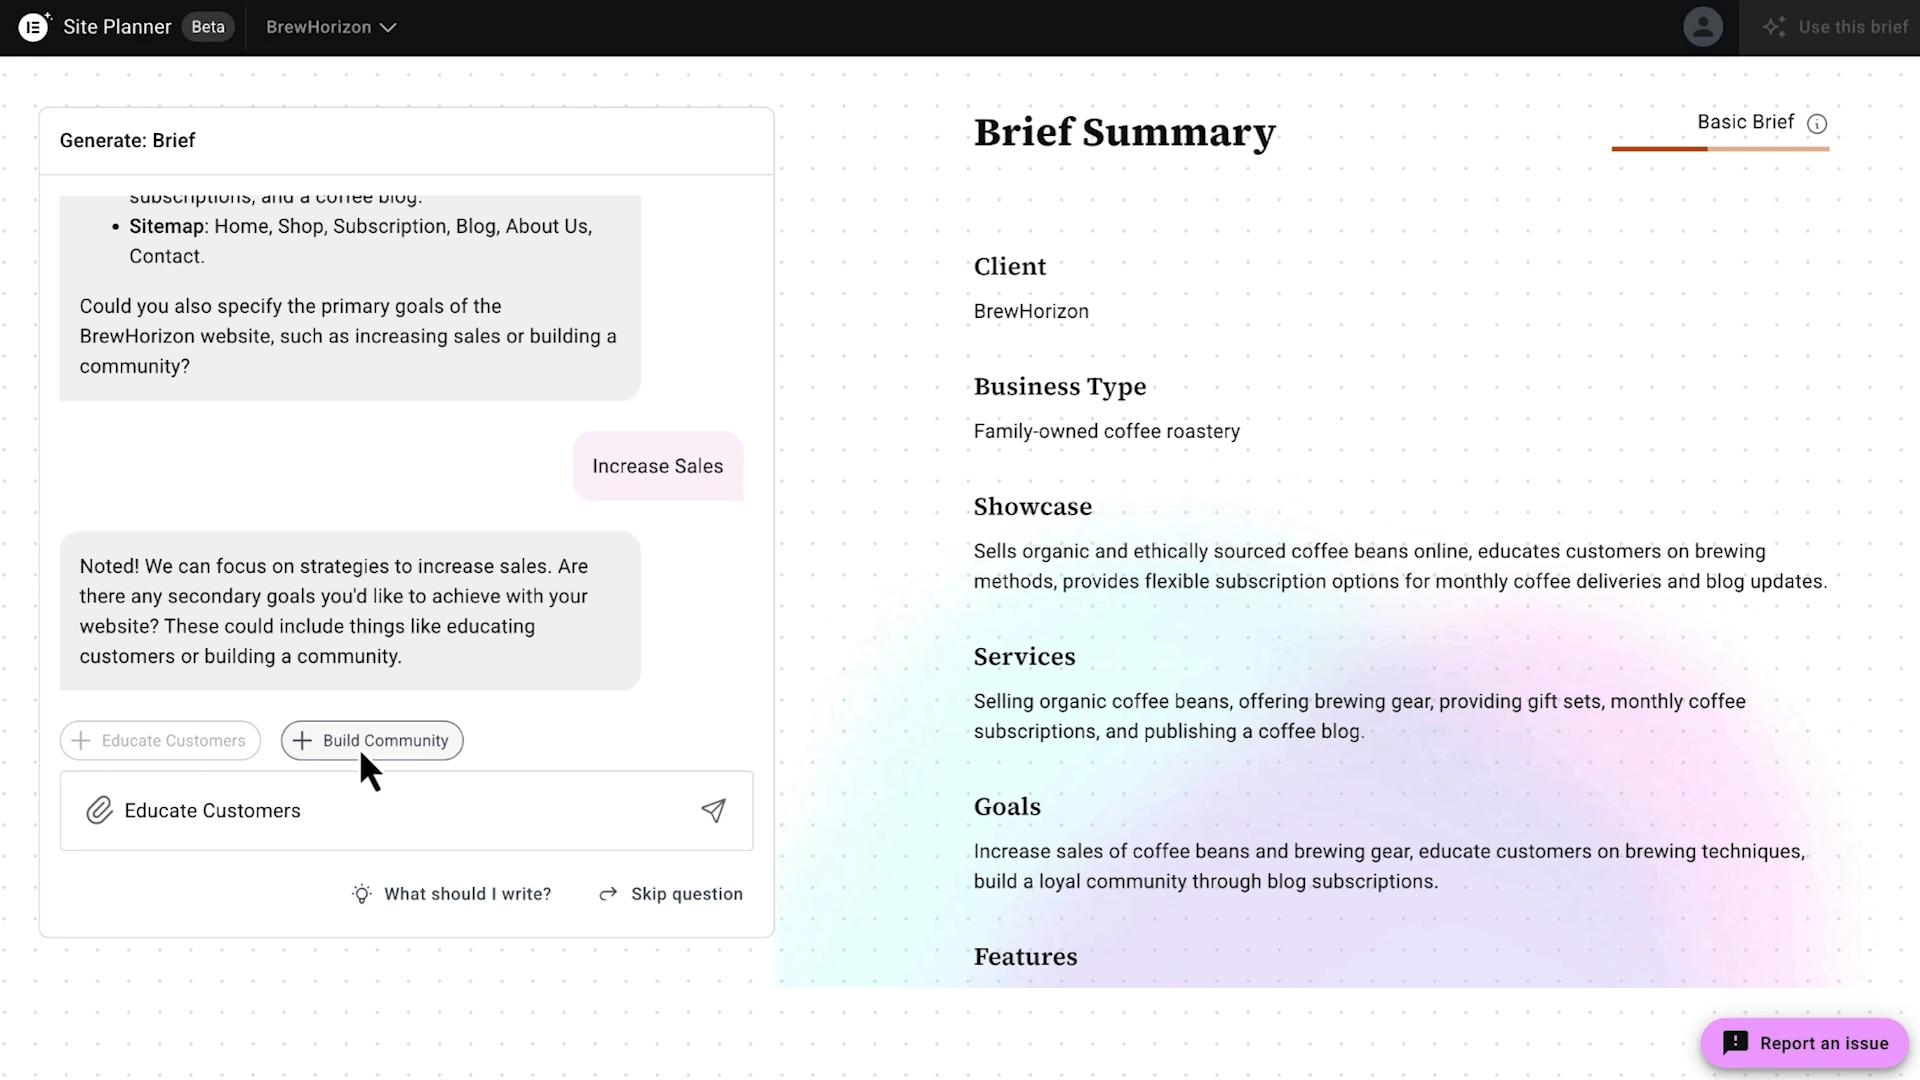 Site Planner Beta BrewHorizon Use this brief
Generate: Brief
subscriptions, and a coffee blog.
• Sitemap: Home, Shop, Subscription, Blog, About Us,
Contact.
Could you also specify the primary goals of the
BrewHorizon website, such as increasing sales or building a
community?
Increase Sales
Noted! We can focus on strategies to increase sales. Are
there any secondary goals you'd like to achieve with your
website? These could include things like educating
customers or building a community.
Educate Customers Build Community
Educate Customers
What should I write? Skip question
Brief Summary
Basic Brief
Client
BrewHorizon
Business Type
Family-owned coffee roastery
Showcase
Sells organic and ethically sourced coffee beans online, educates customers on brewing
methods, provides flexible subscription options for monthly coffee deliveries and blog updates.
Services
Selling organic coffee beans, offering brewing gear, providing gift sets, monthly coffee
subscriptions, and publishing a coffee blog.
Goals
Increase sales of coffee beans and brewing gear, educate customers on brewing techniques,
build a loyal community through blog subscriptions.
Features
Report an issue